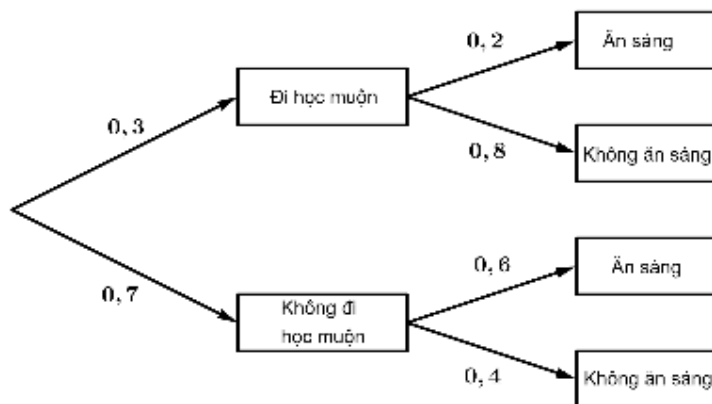 0,2
Ăn sáng
Đi học muộn
0,3
0,8
Không ăn sáng
0,6
Ăn sáng
0,7
Không đi
học muộn
0,4
Không ăn sáng